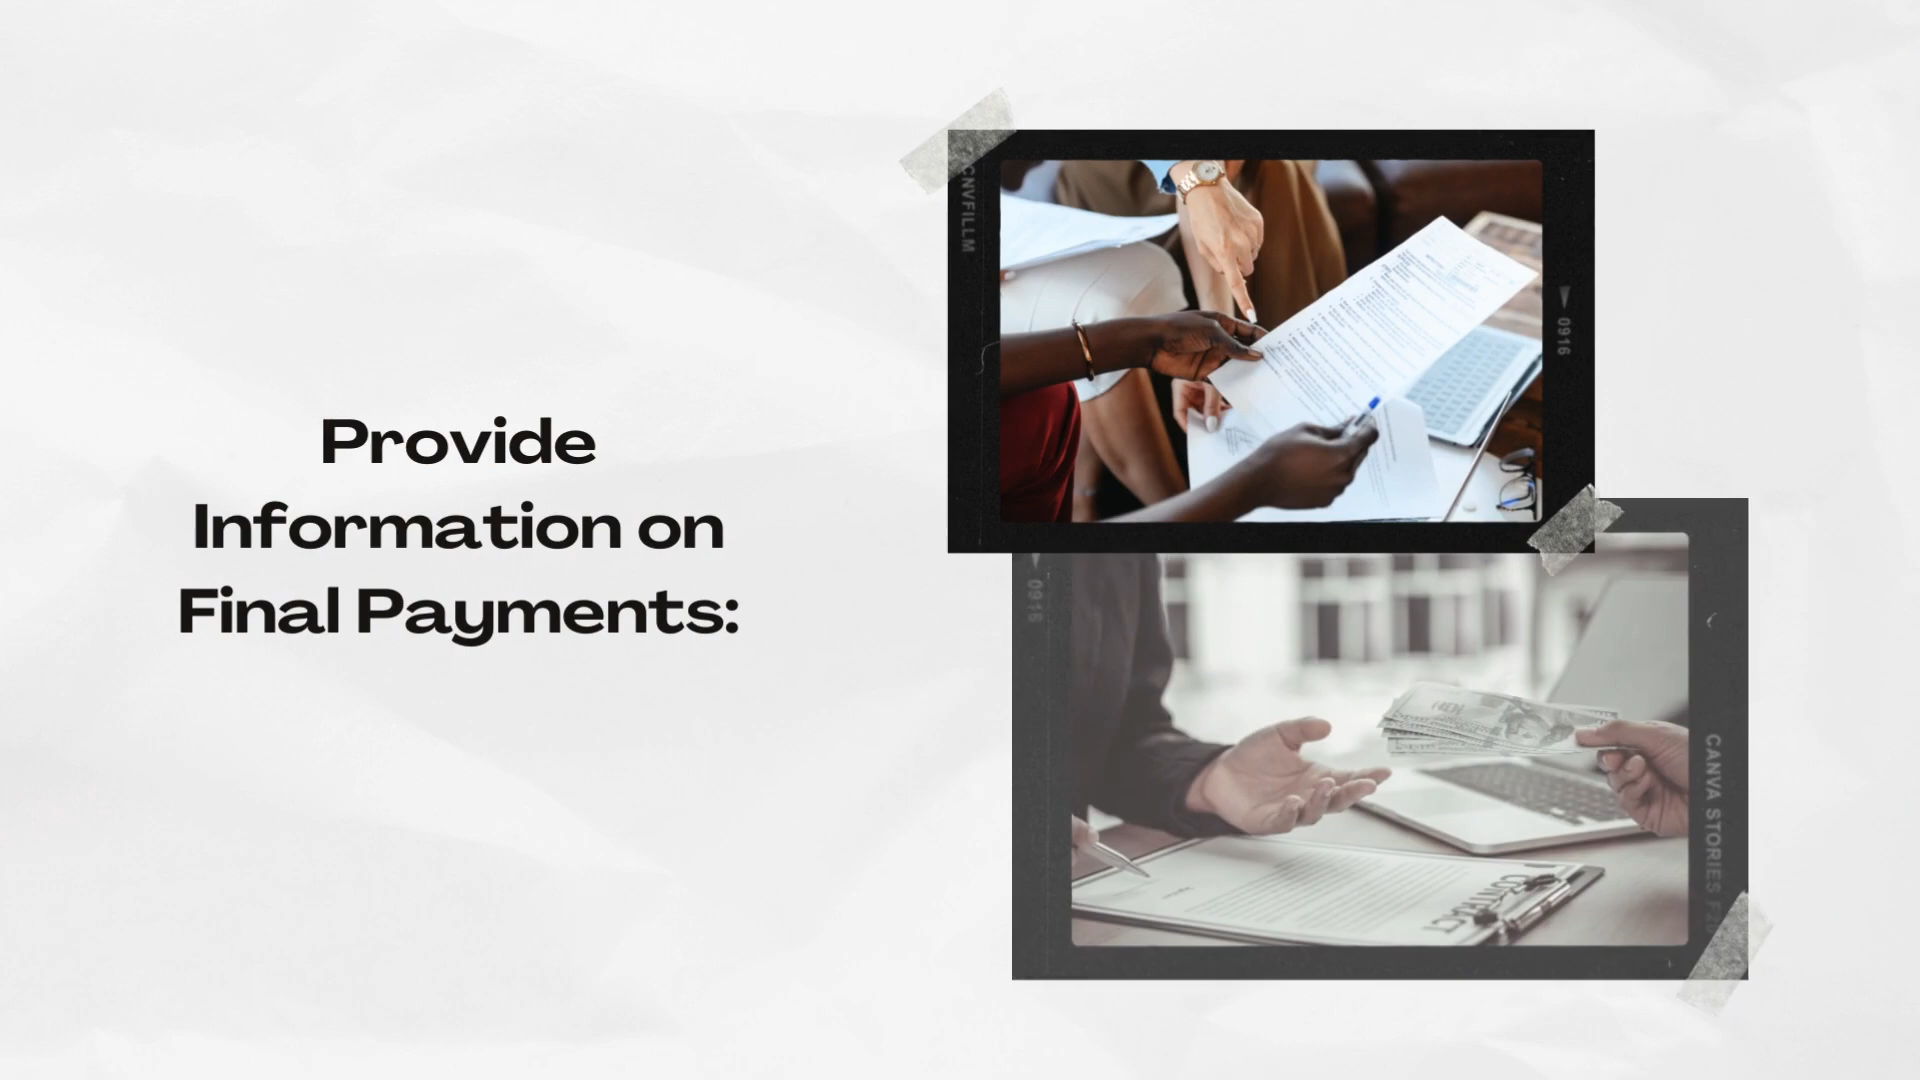 Provide
Information on
Final Payments:
CNVFILLM
0916
0916
CANVA STORIES
CONTRACT